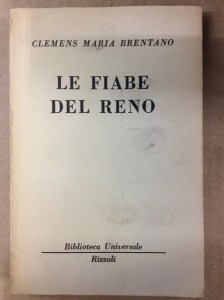 CLEMENS MARIA BRENTANO
LE FIABE
DEL RENO
Biblioteca Universale
Rizzoli